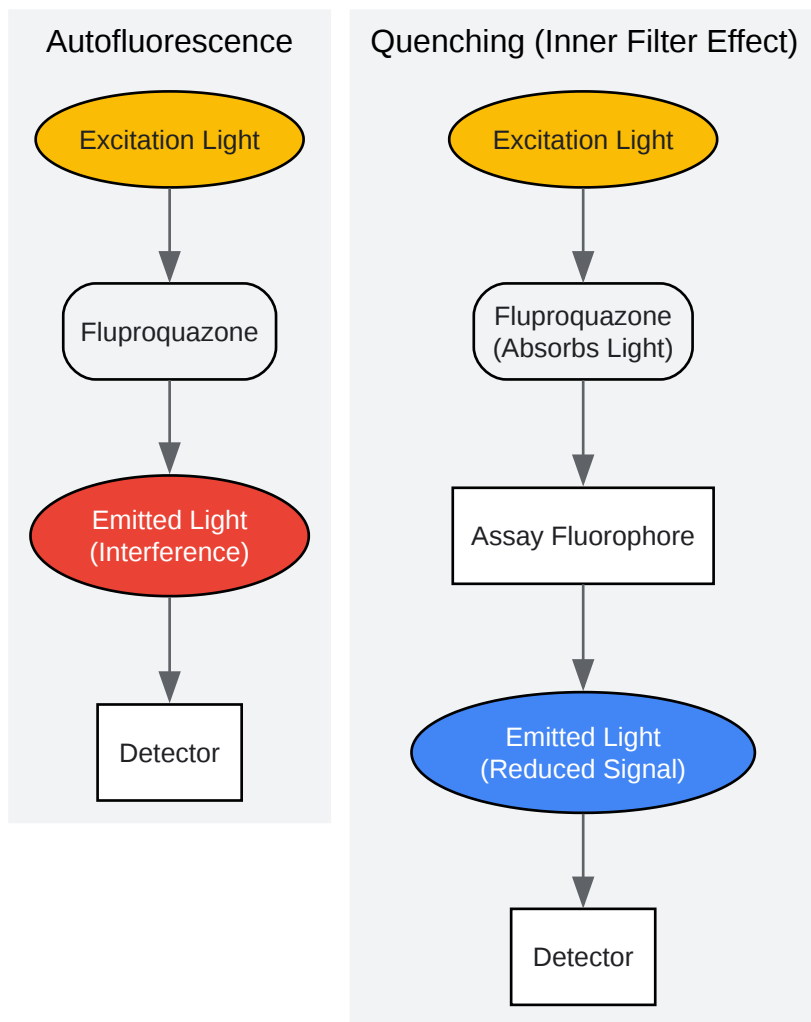 Autofluorescence
Excitation Light
Fluproquazone
Emitted Light
(Interference)
Detector
Quenching (Inner Filter Effect)
Excitation Light
Fluproquazone
(Absorbs Light)
Assay Fluorophore
Emitted Light
(Reduced Signal)
Detector